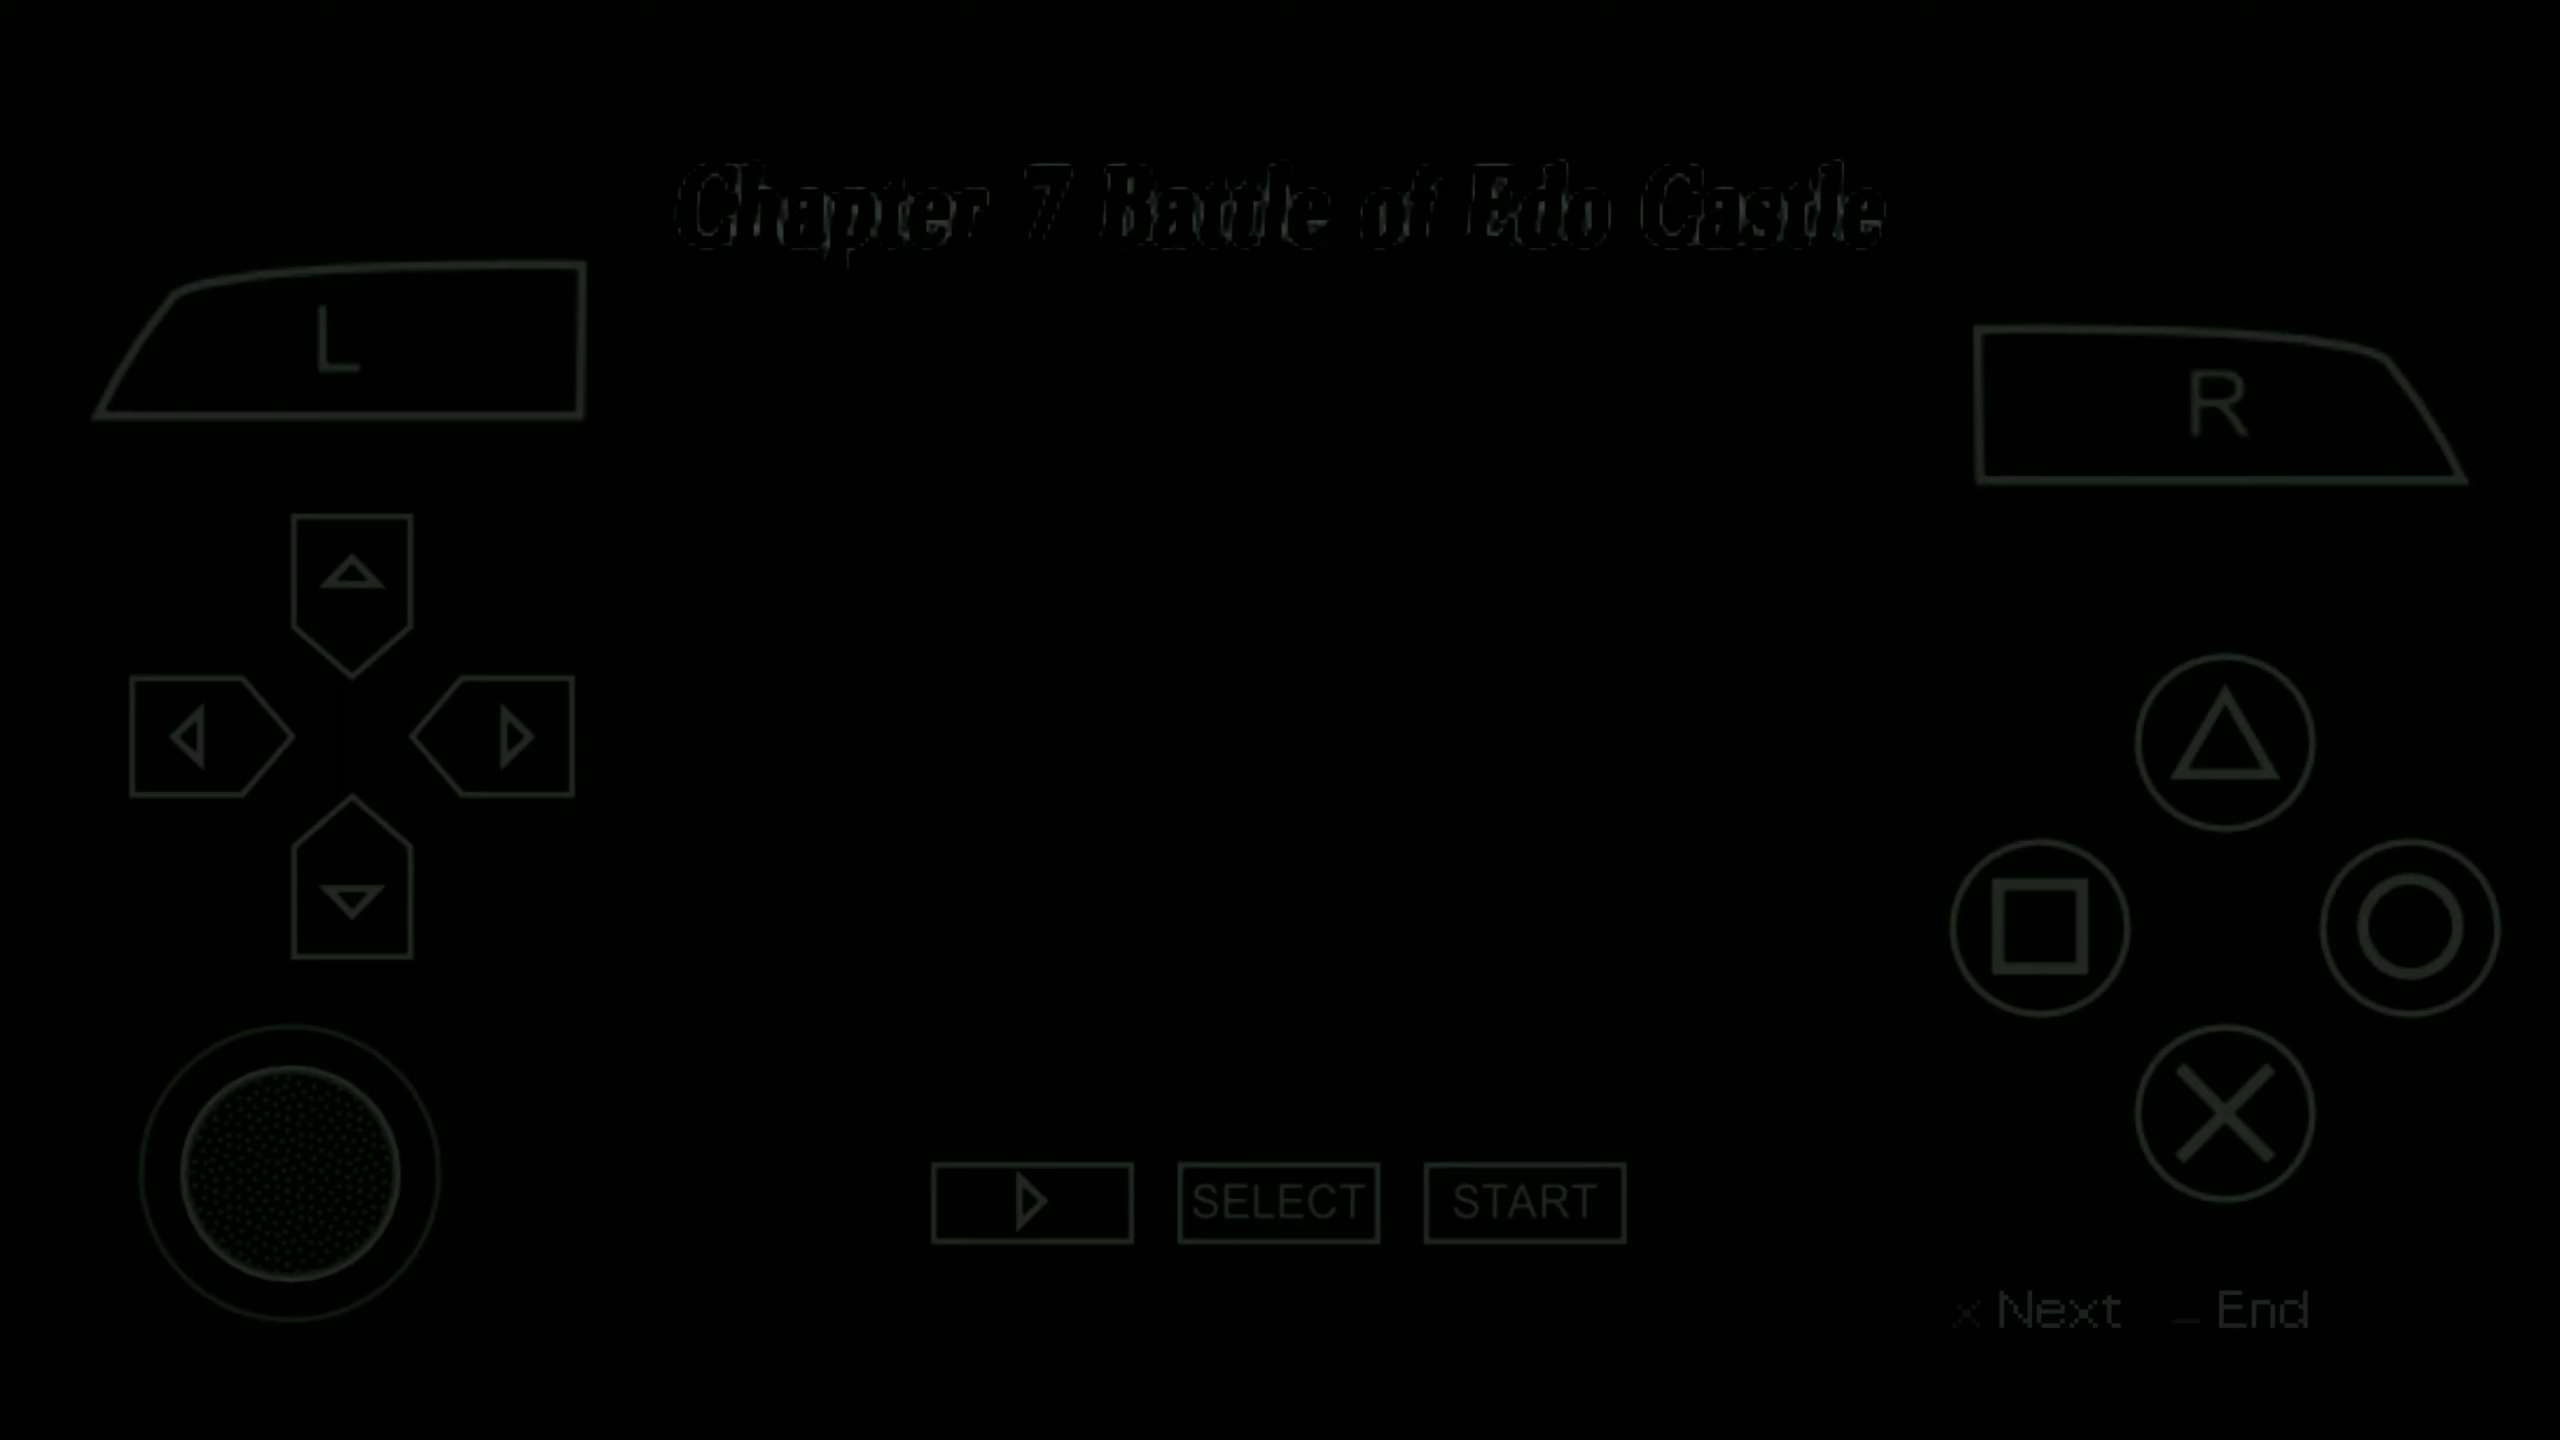 Chapter 7 Battle of Edo Castle
L
R
SELECT
START
Next
End